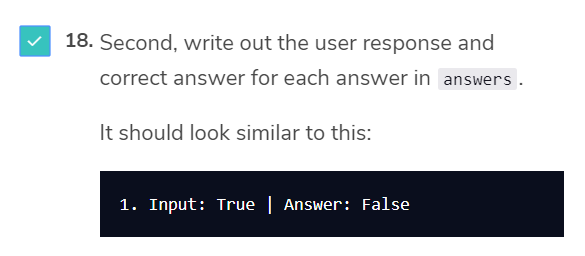 18. Second, write out the user response and
correct answer for each answer in answers.
It should look similar to this:
1. Input: True | Answer: False